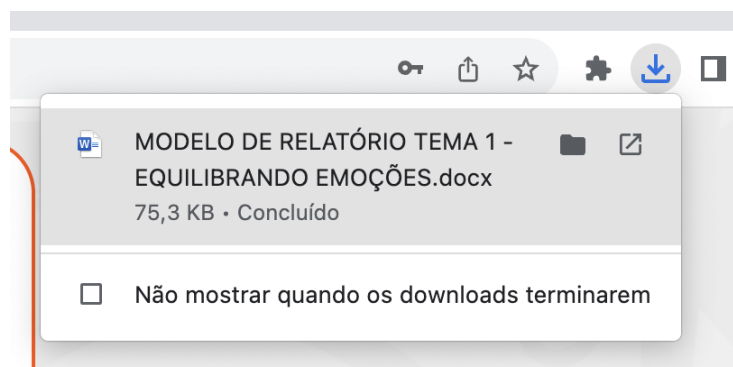 MODELO DE RELATÓRIO TEMA 1 -
EQUILIBRANDO EMOÇÕES.docx
75,3 KB • Concluído
Não mostrar quando os downloads terminarem